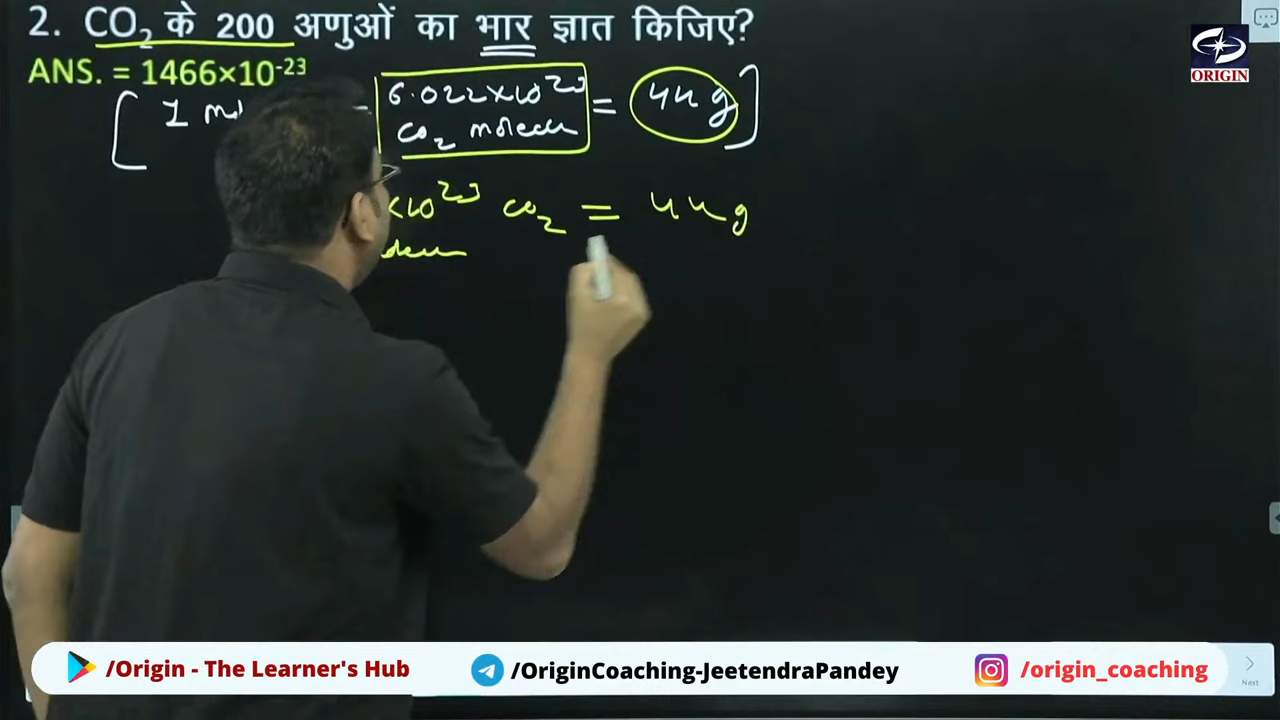 2. CO₂ के 200 अणुओं का भार ज्ञात किजिए?
ANS. = 1466×10⁻²³
1 = 6.022×10²³ = 44 g
CO₂
×10²³ CO₂ = 44 g
ORIGIN
/Origin - The Learner's Hub
/OriginCoaching-JeetendraPandey
/origin_coaching
Next